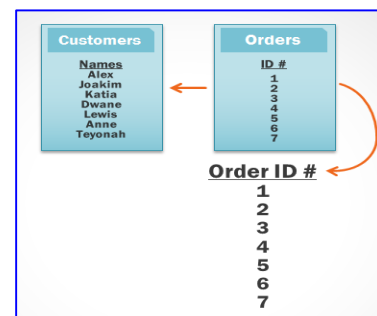 Customers
Names
Alex
Joakim
Katia
Dwane
Lewis
Anne
Teyonah
Orders
ID #
1
2
3
4
5
6
7
Order ID #
1
2
3
4
5
6
7